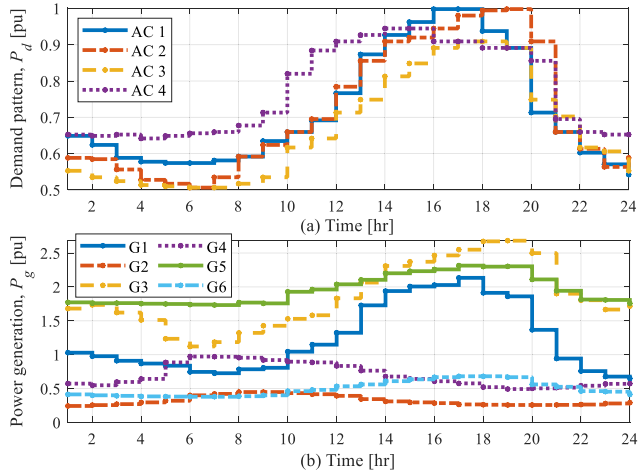 Demand pattern, P_d [pu]
1
0.9
0.8
0.7
0.6
0.5
AC 1
AC 2
AC 3
AC 4
2 4 6 8 10 12 14 16 18 20 22 24
(a) Time [hr]
Power generation, P_g [pu]
2.5
2
1.5
1
0.5
0
G1 G4
G2 G5
G3 G6
2 4 6 8 10 12 14 16 18 20 22 24
(b) Time [hr]